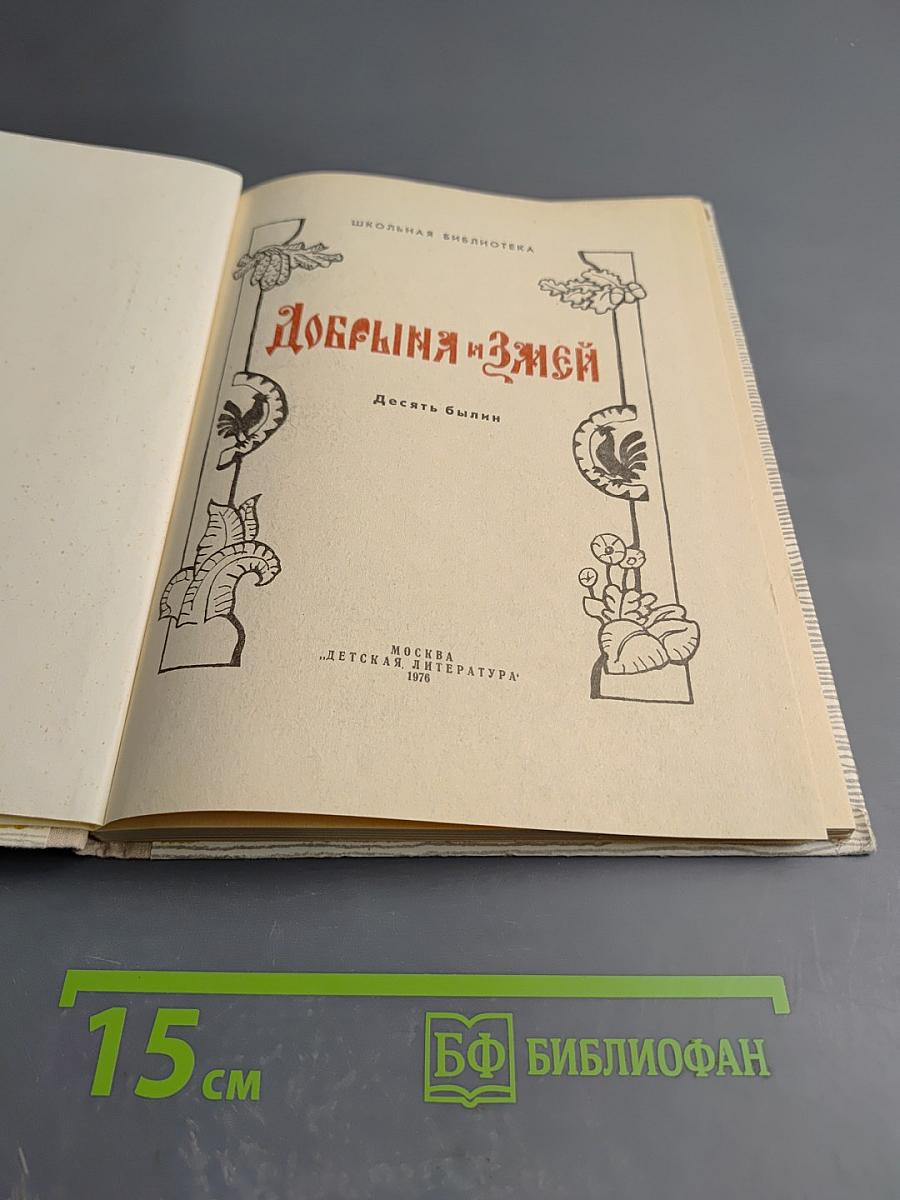 ШКОЛЬНАЯ БИБЛИОТЕКА
ДОБРЫНЯ и ЗМЕЙ
Десять былин
МОСКВА
„ДЕТСКАЯ ЛИТЕРАТУРА"
1976
15 см
БФ БИБЛИОФАН